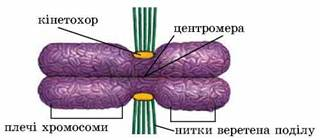 кінетохор
центромера
плечі хромосоми
нитки веретена поділу